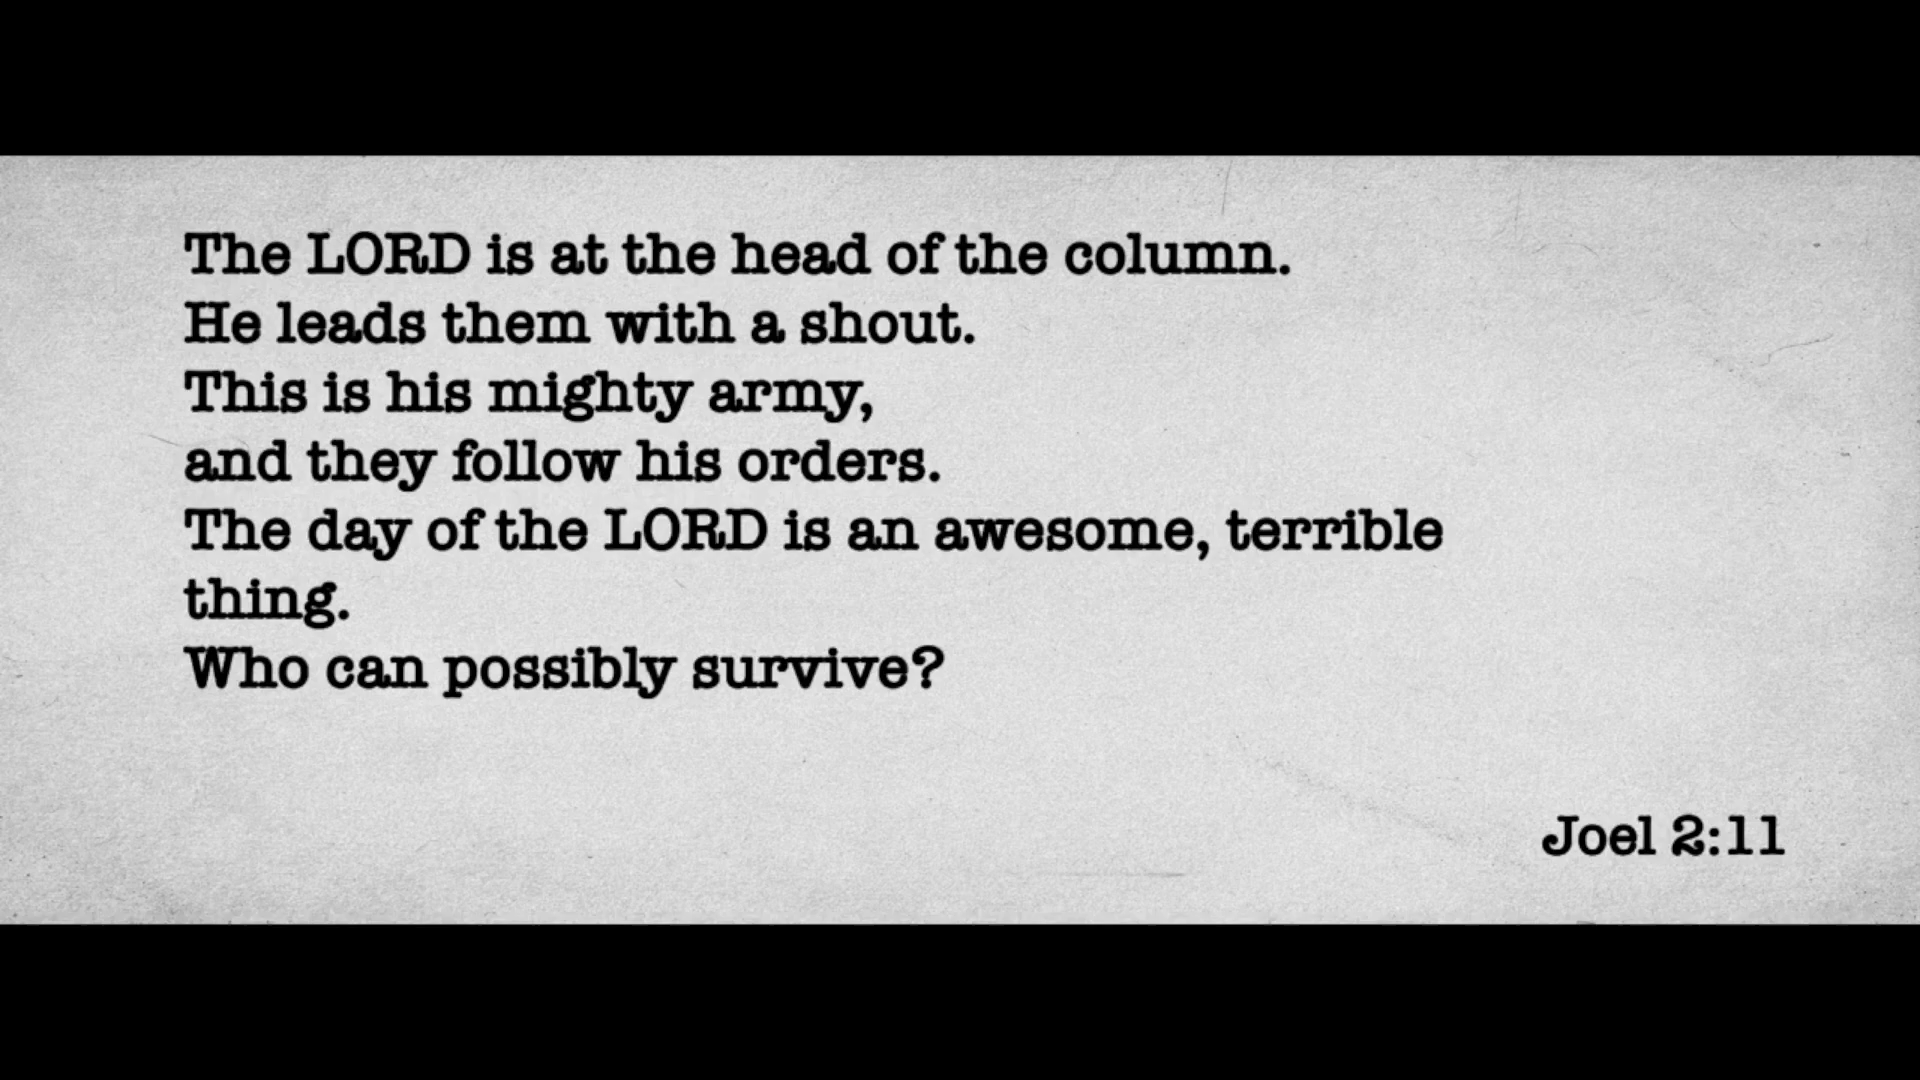 The LORD is at the head of the column.
He leads them with a shout.
This is his mighty army,
and they follow his orders.
The day of the LORD is an awesome, terrible
thing.
Who can possibly survive?
Joel 2:11